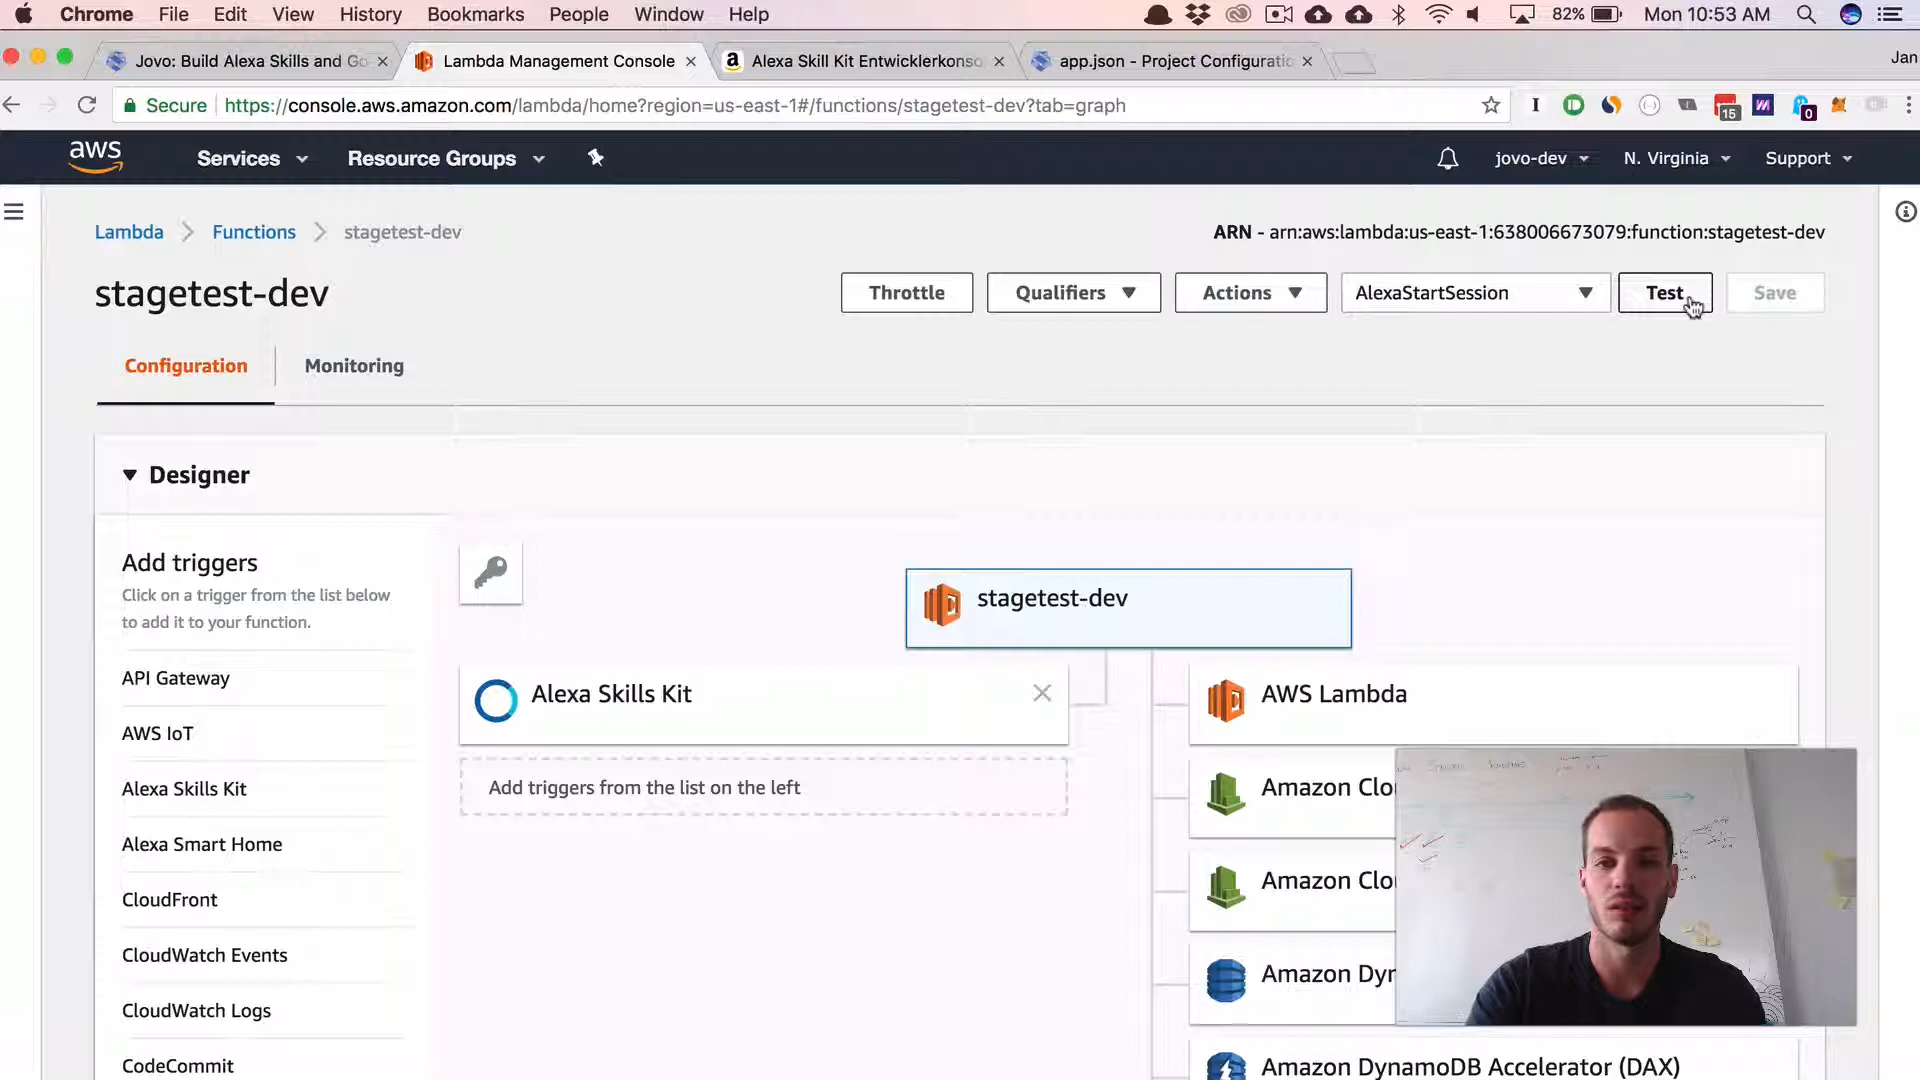 Chrome File Edit View History Bookmarks People Window Help 82% Mon 10:53 AM
Jovo: Build Alexa Skills and Go
Lambda Management Console
Alexa Skill Kit Entwicklerkonso
app.json - Project Configuratio
Jan
Secure https://console.aws.amazon.com/lambda/home?region=us-east-1#/functions/stagetest-dev?tab=graph
15
0
aws Services Resource Groups jovo-dev N. Virginia Support
Lambda Functions stagetest-dev
ARN - arn:aws:lambda:us-east-1:638006673079:function:stagetest-dev
stagetest-dev
Throttle Qualifiers Actions AlexaStartSession Test Save
Configuration Monitoring
Designer
Add triggers
Click on a trigger from the list below
to add it to your function.
API Gateway
AWS IoT
Alexa Skills Kit
Alexa Smart Home
CloudFront
CloudWatch Events
CloudWatch Logs
CodeCommit
stagetest-dev
Alexa Skills Kit
Add triggers from the list on the left
AWS Lambda
Amazon Clo
Amazon Clo
Amazon Dyn
Amazon DynamoDB Accelerator (DAX)